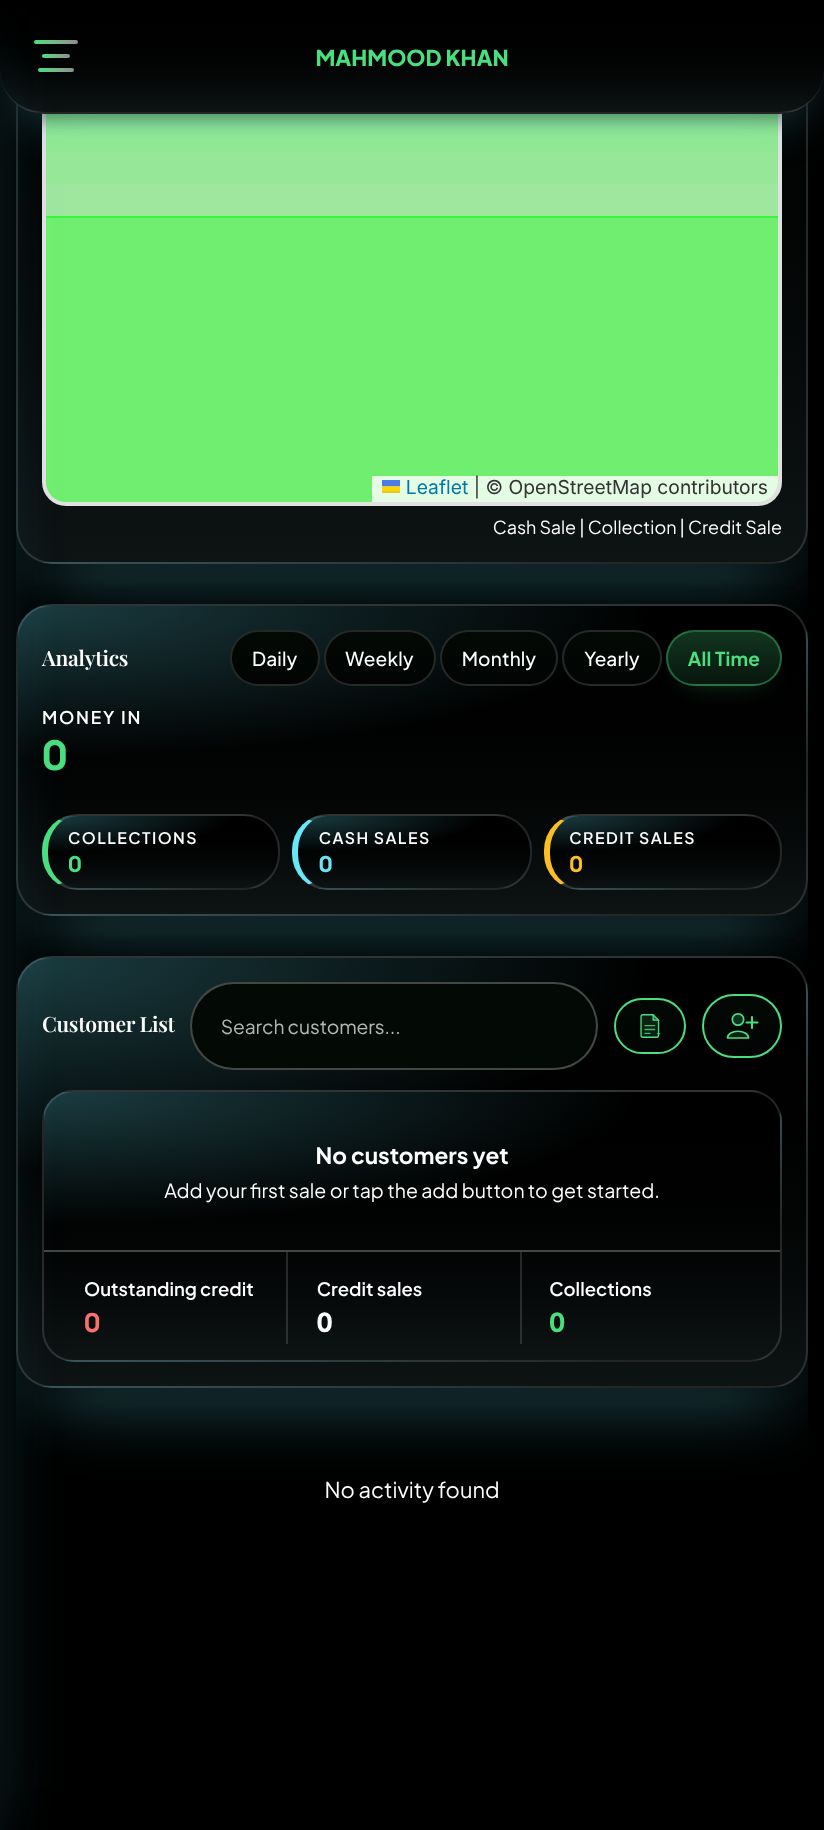 MAHMOOD KHAN
Leaflet | © OpenStreetMap contributors
Cash Sale | Collection | Credit Sale
Analytics
Daily
Weekly
Monthly
Yearly
All Time
MONEY IN
0
COLLECTIONS
0
CASH SALES
0
CREDIT SALES
0
Customer List
Search customers...
No customers yet
Add your first sale or tap the add button to get started.
Outstanding credit
0
Credit sales
0
Collections
0
No activity found